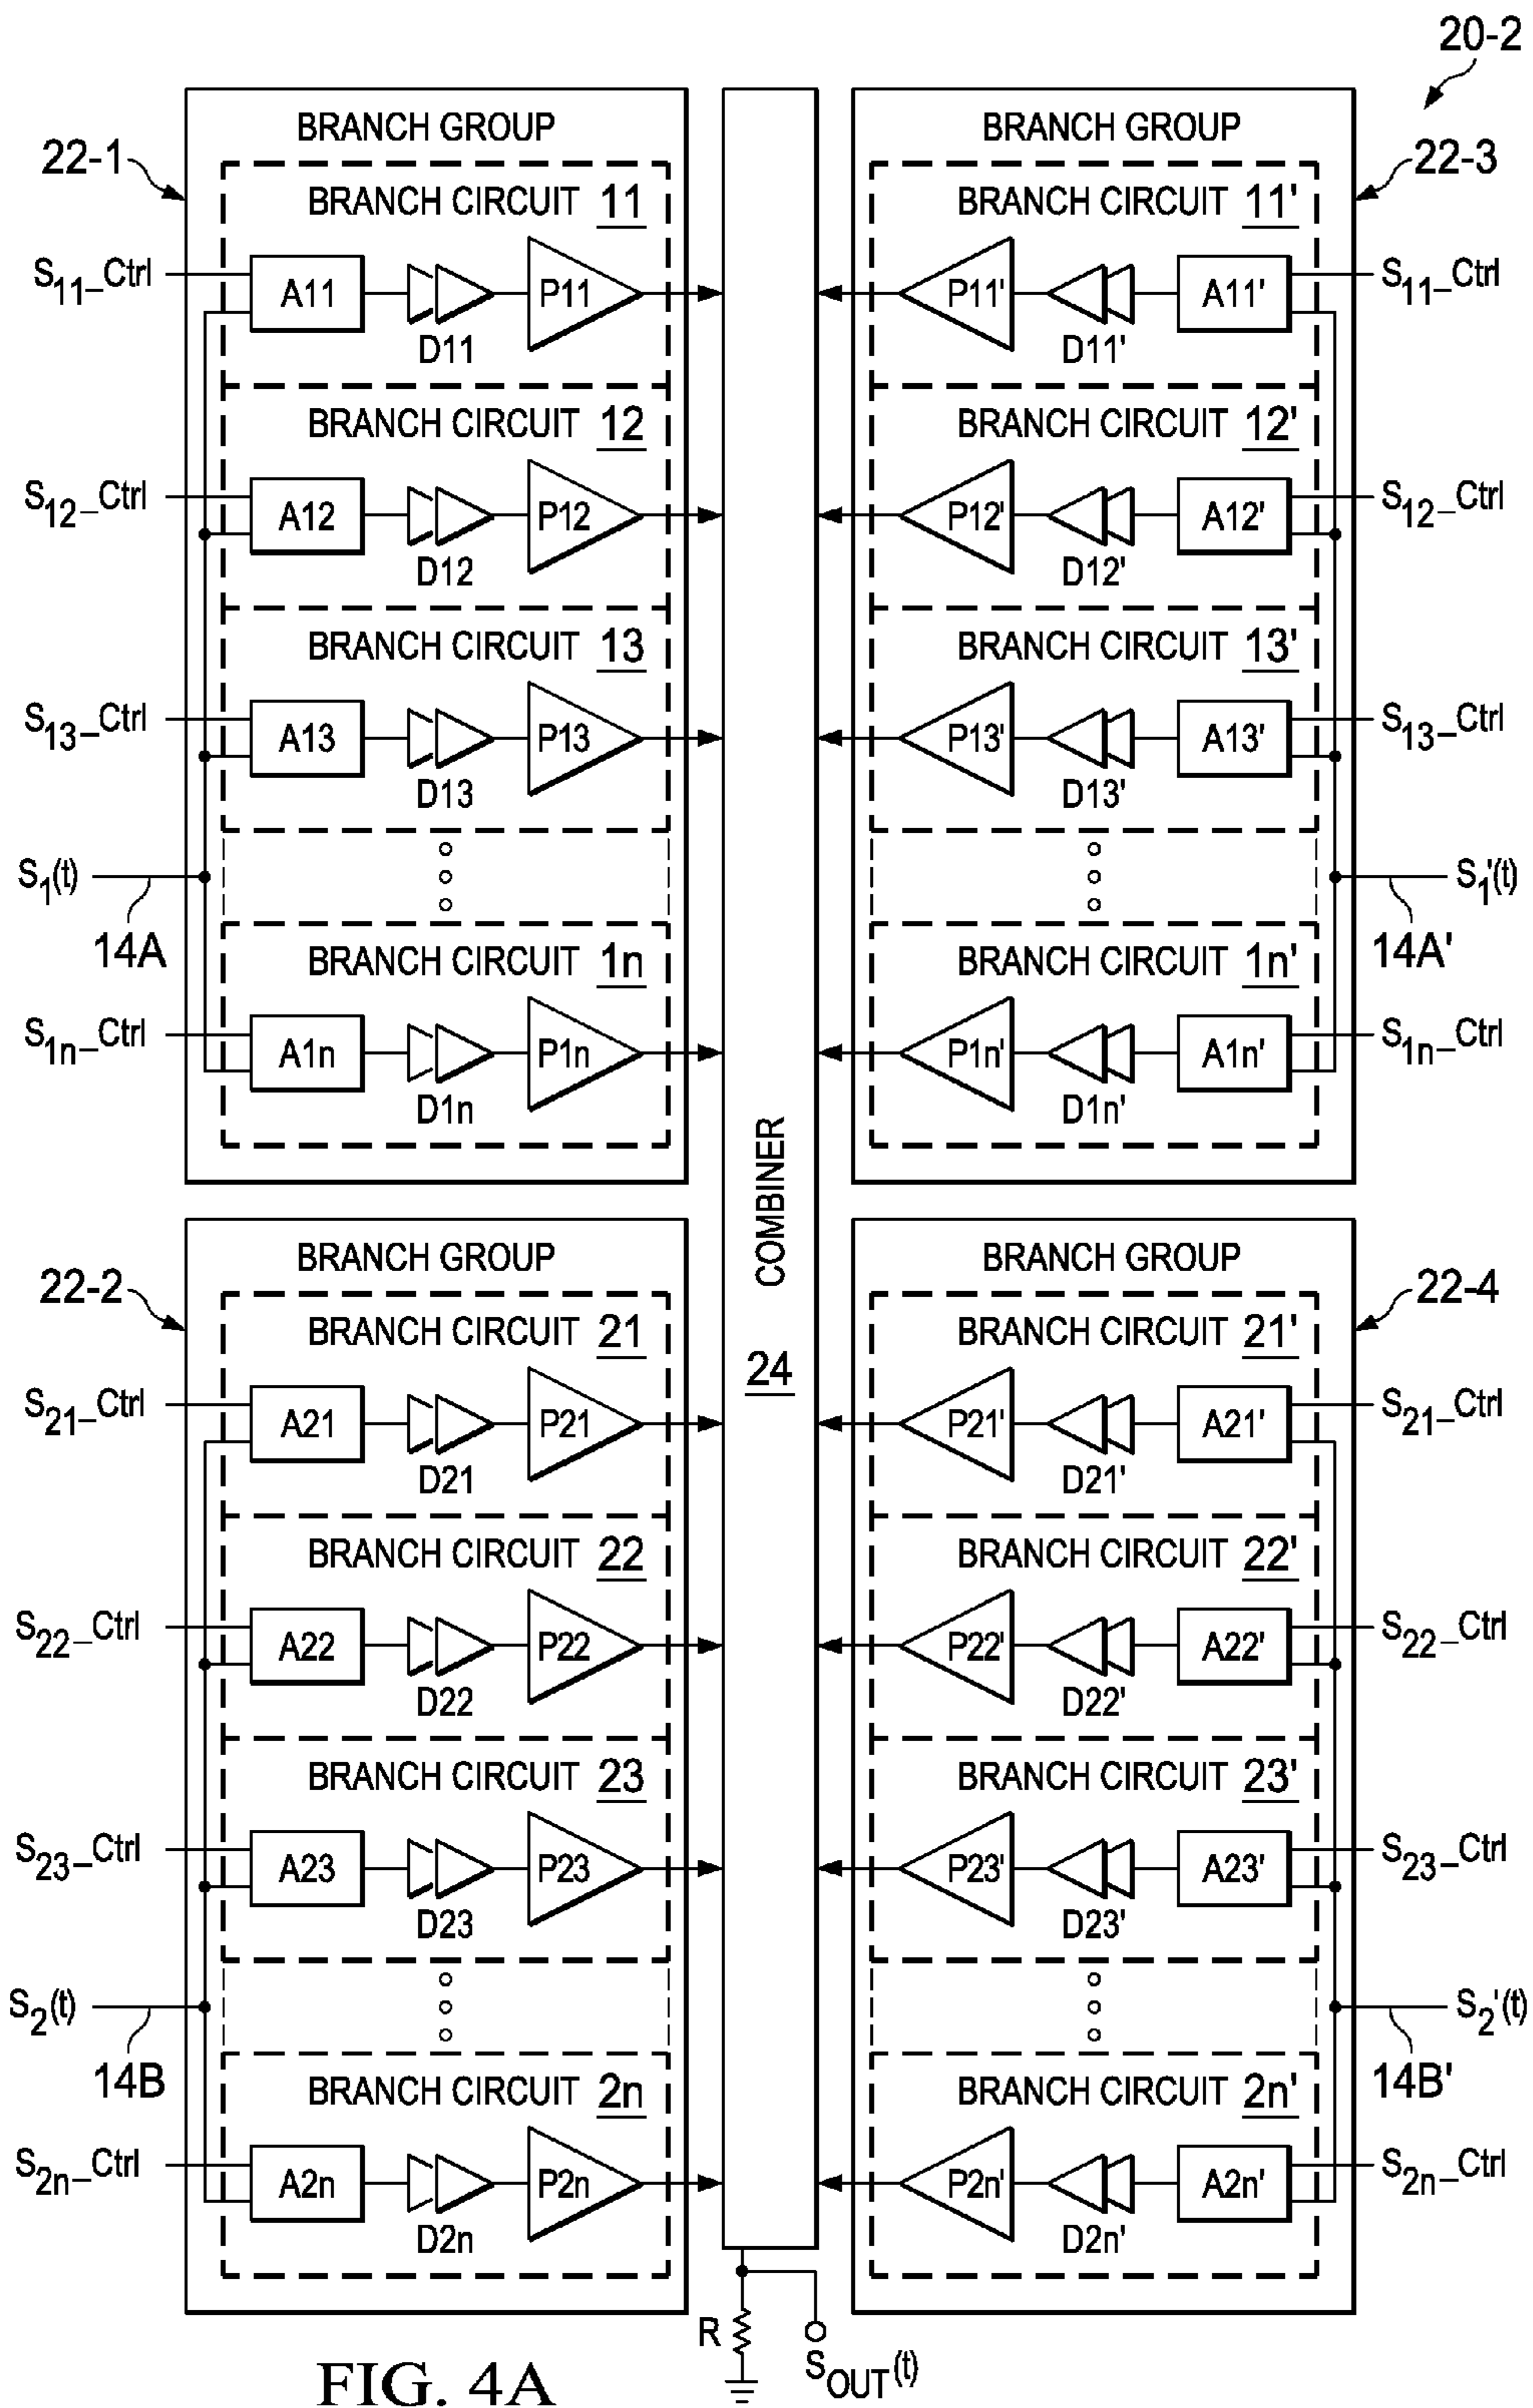 20-2
BRANCH GROUP
BRANCH GROUP
22-1
22-3
BRANCH CIRCUIT 11
BRANCH CIRCUIT 11'
S11_Ctrl
A11
P11
P11'
A11'
S11_Ctrl
D11
D11'
BRANCH CIRCUIT 12
BRANCH CIRCUIT 12'
S12_Ctrl
A12
P12
P12'
A12'
S12_Ctrl
D12
D12'
BRANCH CIRCUIT 13
BRANCH CIRCUIT 13'
S13_Ctrl
A13
P13
P13'
A13'
S13_Ctrl
D13
D13'
S1(t)
S1'(t)
14A
14A'
BRANCH CIRCUIT 1n
BRANCH CIRCUIT 1n'
S1n_Ctrl
A1n
P1n
P1n'
A1n'
S1n_Ctrl
D1n
D1n'
COMBINER
24
BRANCH GROUP
BRANCH GROUP
22-2
22-4
BRANCH CIRCUIT 21
BRANCH CIRCUIT 21'
S21_Ctrl
A21
P21
P21'
A21'
S21_Ctrl
D21
D21'
BRANCH CIRCUIT 22
BRANCH CIRCUIT 22'
S22_Ctrl
A22
P22
P22'
A22'
S22_Ctrl
D22
D22'
BRANCH CIRCUIT 23
BRANCH CIRCUIT 23'
S23_Ctrl
A23
P23
P23'
A23'
S23_Ctrl
D23
D23'
S2(t)
S2'(t)
14B
14B'
BRANCH CIRCUIT 2n
BRANCH CIRCUIT 2n'
S2n_Ctrl
A2n
P2n
P2n'
A2n'
S2n_Ctrl
D2n
D2n'
R
SOUT(t)
FIG. 4A